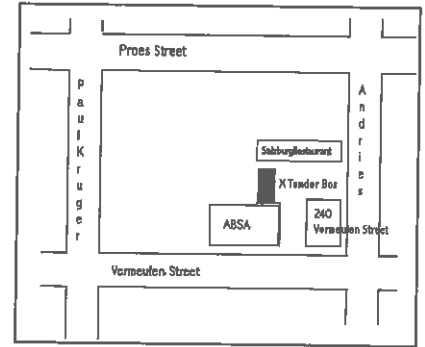 Proes Street
Paul Kruger
Andries
Salzburg Restaurant
X Tender Box
ABSA
240
Vermeulen Street
Vermeulen Street